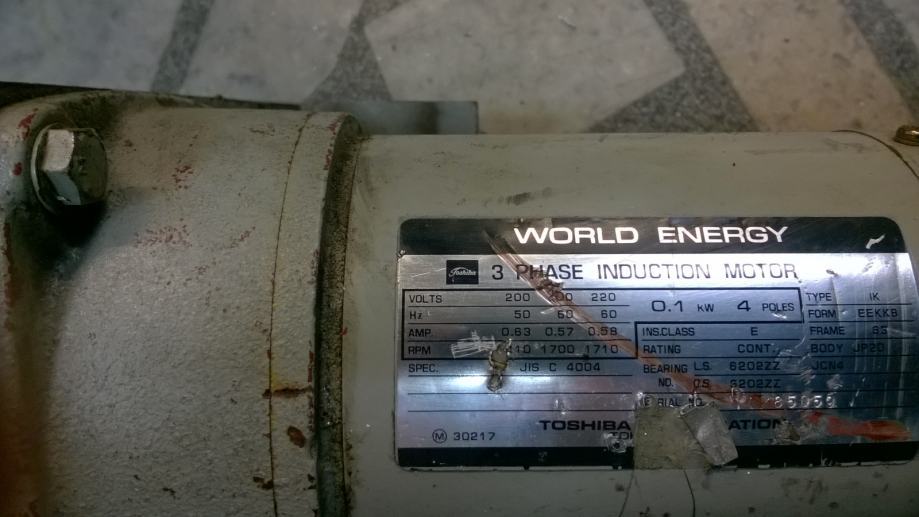 WORLD ENERGY
Toshiba 3 PHASE INDUCTION MOTOR
VOLTS 200 220
Hz 50 60 60
AMP. 0.63 0.57 0.58
RPM 1700 1710
SPEC. JIS C 4004
0.1 kW 4 POLES
INS.CLASS E
RATING CONT.
BEARING L.S. 6202ZZ
NO. O.S. 6202ZZ
SERIAL NO.
TYPE IK
FORM EEKKB
FRAME
BODY JP20
JCN4
TOSHIBA
M 30217